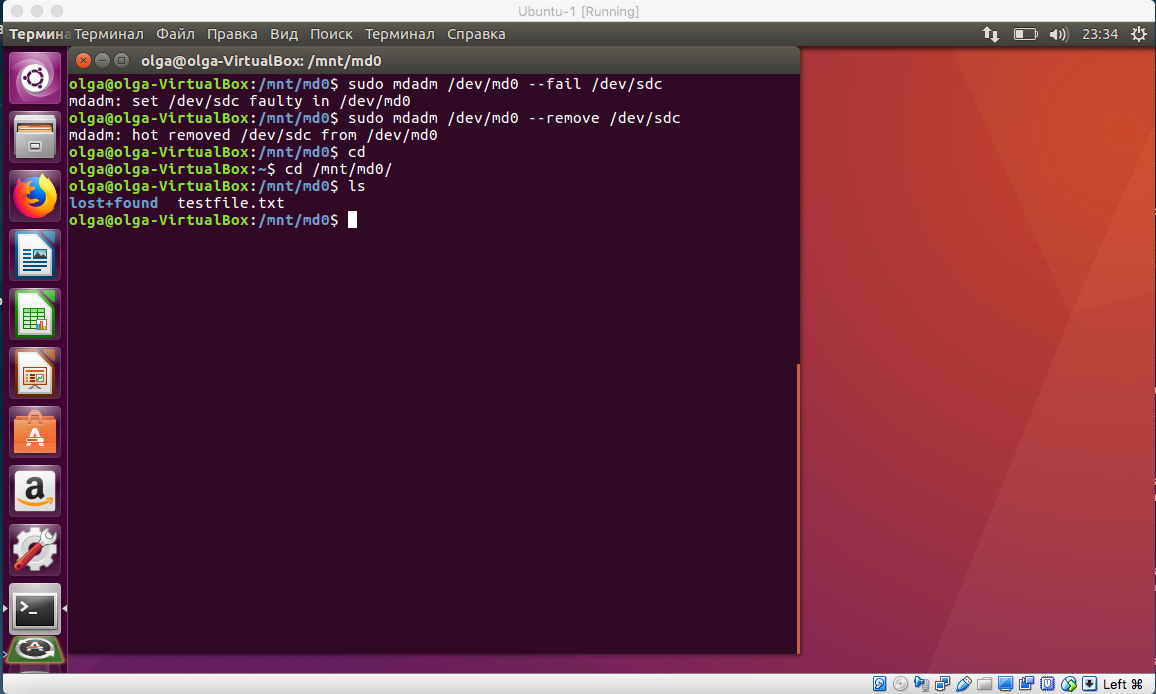 Ubuntu-1 [Running]
Термина Терминал Файл Правка Вид Поиск Терминал Справка 23:34
olga@olga-VirtualBox: /mnt/md0
olga@olga-VirtualBox:/mnt/md0$ sudo mdadm /dev/md0 --fail /dev/sdc
mdadm: set /dev/sdc faulty in /dev/md0
olga@olga-VirtualBox:/mnt/md0$ sudo mdadm /dev/md0 --remove /dev/sdc
mdadm: hot removed /dev/sdc from /dev/md0
olga@olga-VirtualBox:/mnt/md0$ cd
olga@olga-VirtualBox:~$ cd /mnt/md0/
olga@olga-VirtualBox:/mnt/md0$ ls
lost+found  testfile.txt
olga@olga-VirtualBox:/mnt/md0$
Left ⌘